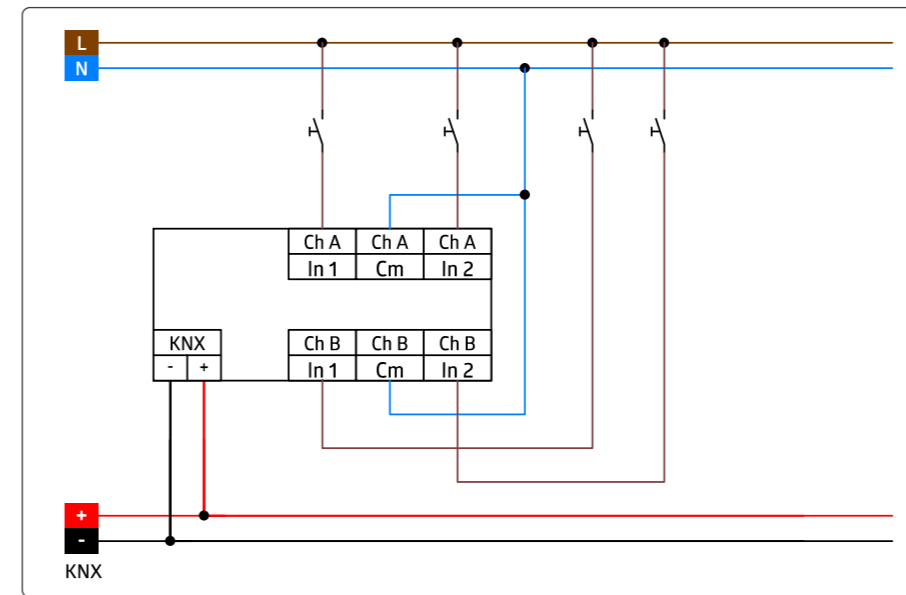 L
N
Ch A Ch A Ch A
In 1 Cm In 2
KNX Ch B Ch B Ch B
- + In 1 Cm In 2
+
-
KNX